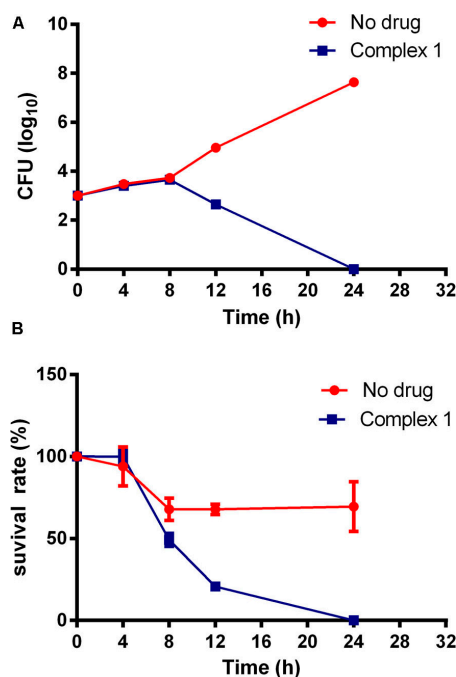 A
No drug
Complex 1
CFU (log10)
10
8
6
4
2
0
0 4 8 12 16 20 24 28 32
Time (h)
B
No drug
Complex 1
suvival rate (%)
150
100
50
0
0 4 8 12 16 20 24 28 32
Time (h)